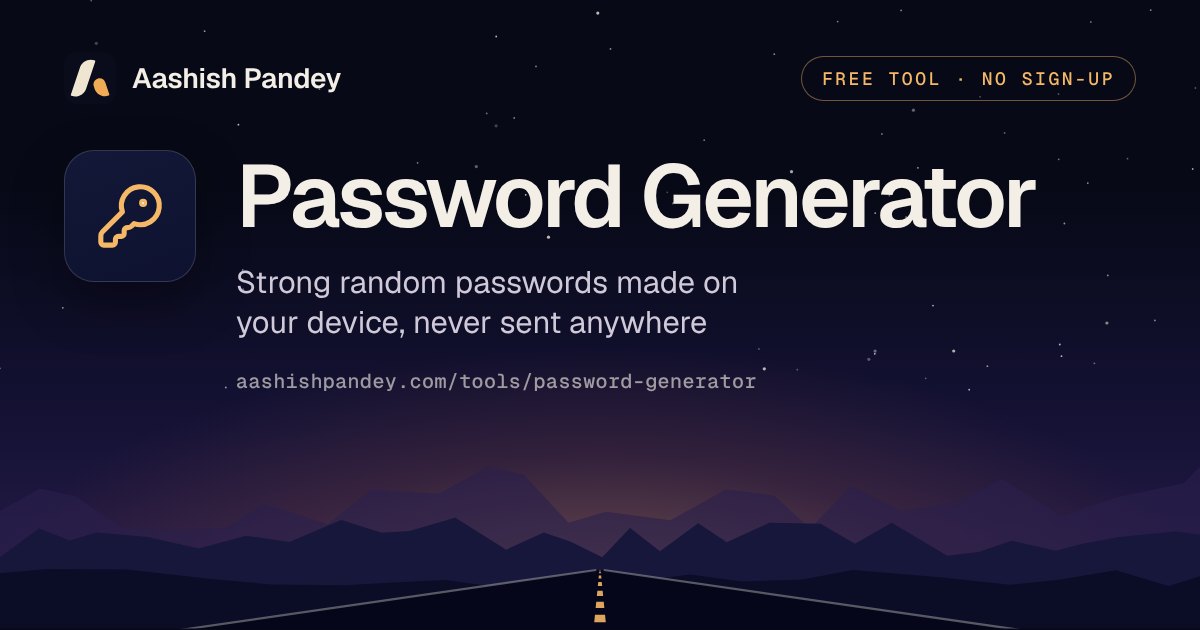 Aashish Pandey
FREE TOOL · NO SIGN-UP
Password Generator
Strong random passwords made on
your device, never sent anywhere
aashishpandey.com/tools/password-generator